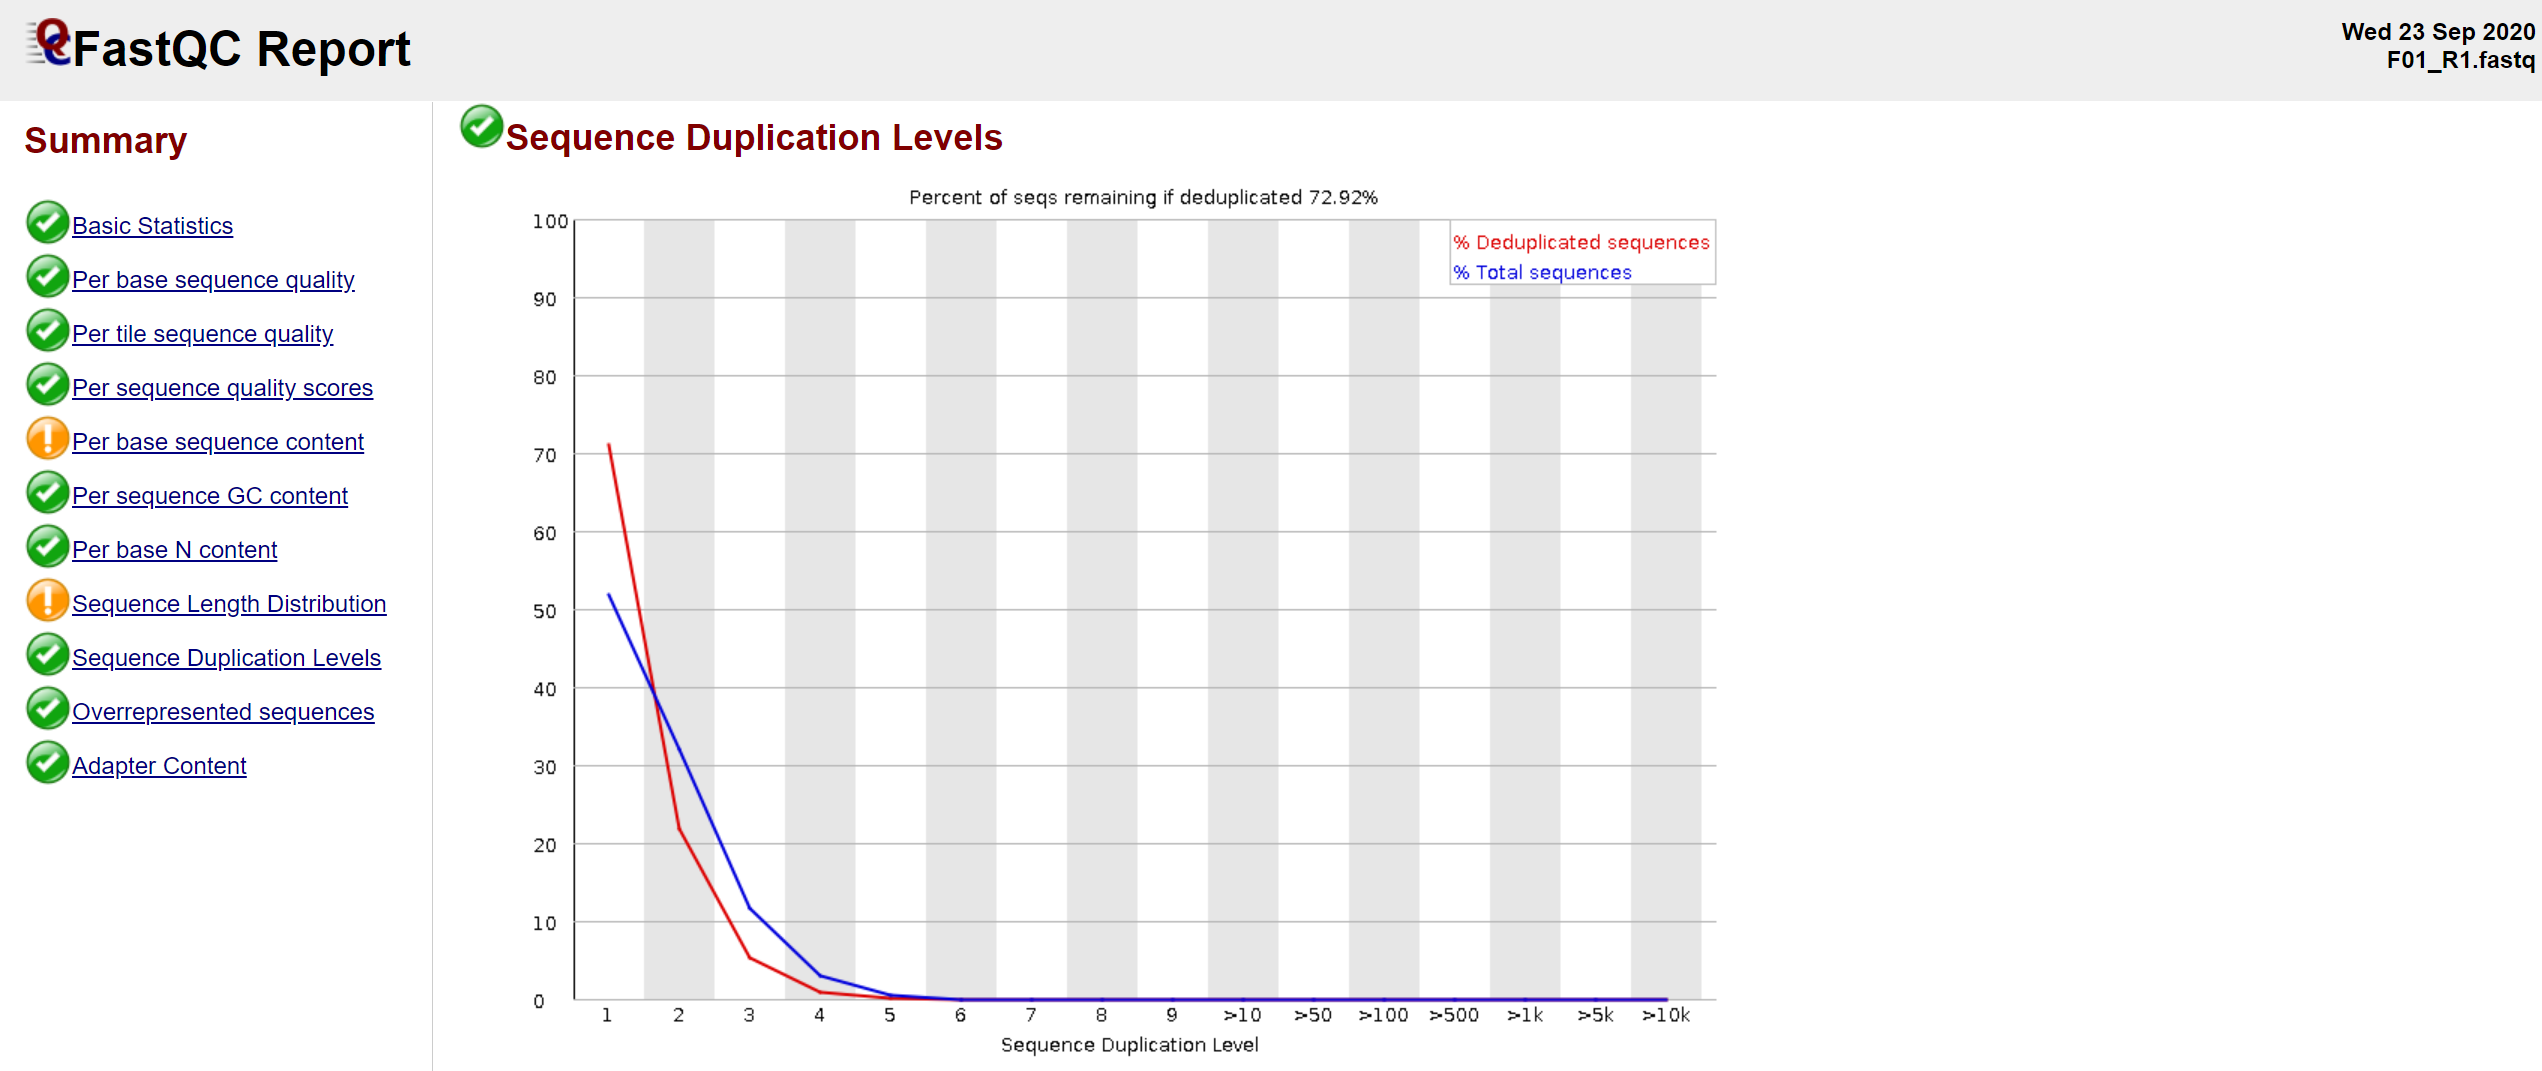 FastQC Report
Wed 23 Sep 2020
F01_R1.fastq
Summary
Basic Statistics
Per base sequence quality
Per tile sequence quality
Per sequence quality scores
Per base sequence content
Per sequence GC content
Per base N content
Sequence Length Distribution
Sequence Duplication Levels
Overrepresented sequences
Adapter Content
Sequence Duplication Levels
Percent of seqs remaining if deduplicated 72.92%
% Deduplicated sequences
% Total sequences
100
90
80
70
60
50
40
30
20
10
0
1 2 3 4 5 6 7 8 9 >10 >50 >100 >500 >1k >5k >10k
Sequence Duplication Level